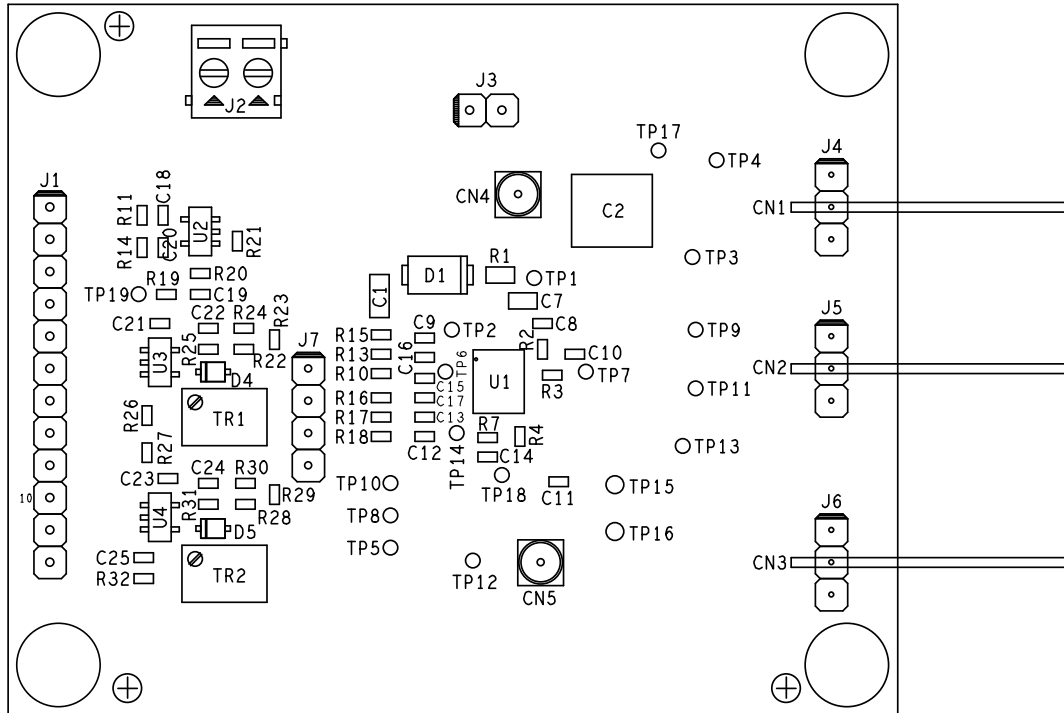 J2
J3
TP17
TP4
J4
J1
C18
R11
CN4
C2
CN1
U2
R14
C20
R21
R20
R1
TP3
D1
TP1
R19
TP19
C19
C1
C7
J5
R23
C21
C22
R24
C9
TP2
C8
TP9
R15
J7
R2
R25
R22
U3
R13
C16
TP6
C10
CN2
D4
R10
C15
U1
R3
TP7
TP11
R16
C17
R26
TR1
R17
C13
R7
R4
R18
C12
TP14
TP13
R27
C14
C23
C24
R30
TP10
TP18
C11
TP15
10
R31
R29
J6
U4
R28
TP8
D5
TP16
C25
TP5
CN3
R32
TR2
TP12
CN5